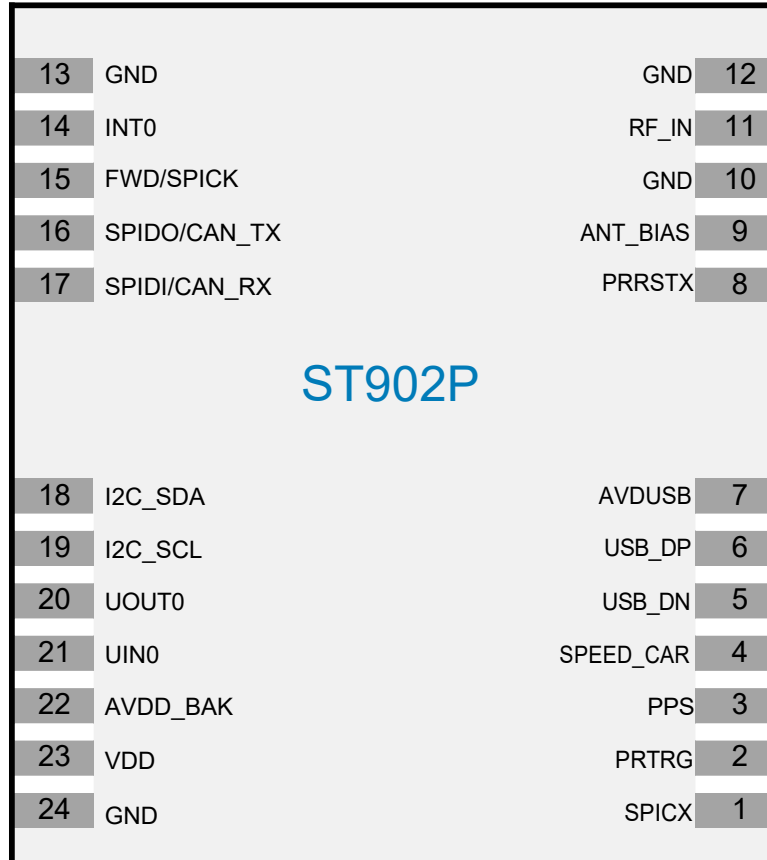 13 GND GND 12
14 INT0 RF_IN 11
15 FWD/SPICK GND 10
16 SPIDO/CAN_TX ANT_BIAS 9
17 SPIDI/CAN_RX PRRSTX 8
ST902P
18 I2C_SDA AVDUSB 7
19 I2C_SCL USB_DP 6
20 UOUT0 USB_DN 5
21 UIN0 SPEED_CAR 4
22 AVDD_BAK PPS 3
23 VDD PRTRG 2
24 GND SPICX 1